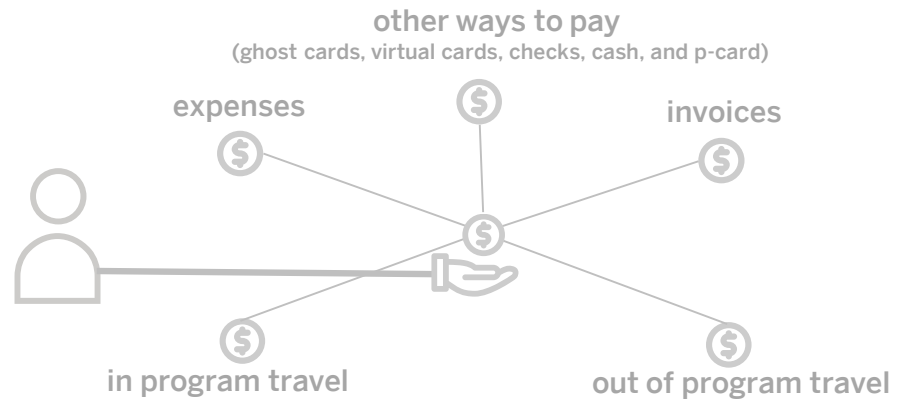 other ways to pay
(ghost cards, virtual cards, checks, cash, and p-card)
expenses
invoices
$
$
$
$
$
$
in program travel
out of program travel